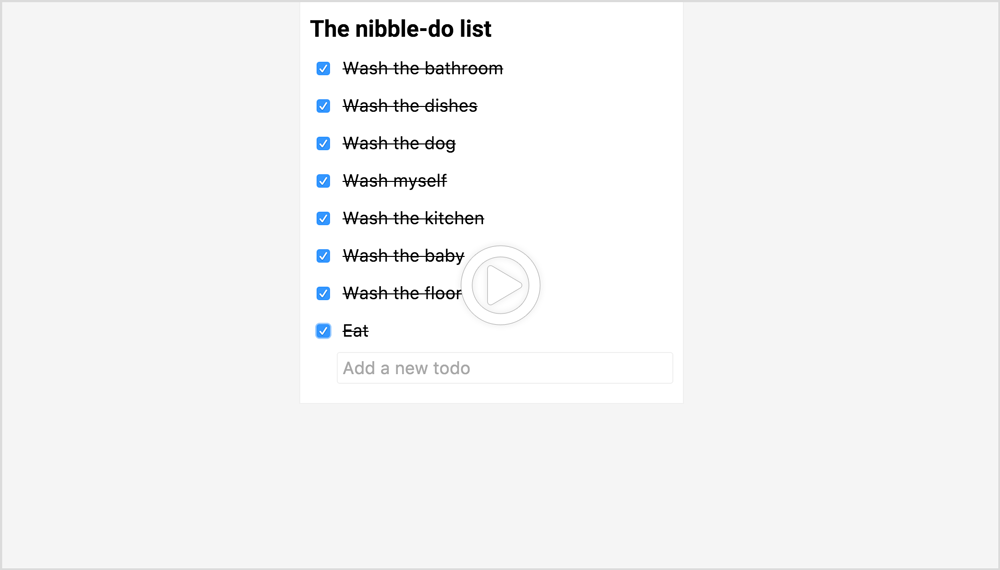 The nibble-do list
Wash the bathroom
Wash the dishes
Wash the dog
Wash myself
Wash the kitchen
Wash the baby
Wash the floor
Eat
Add a new todo